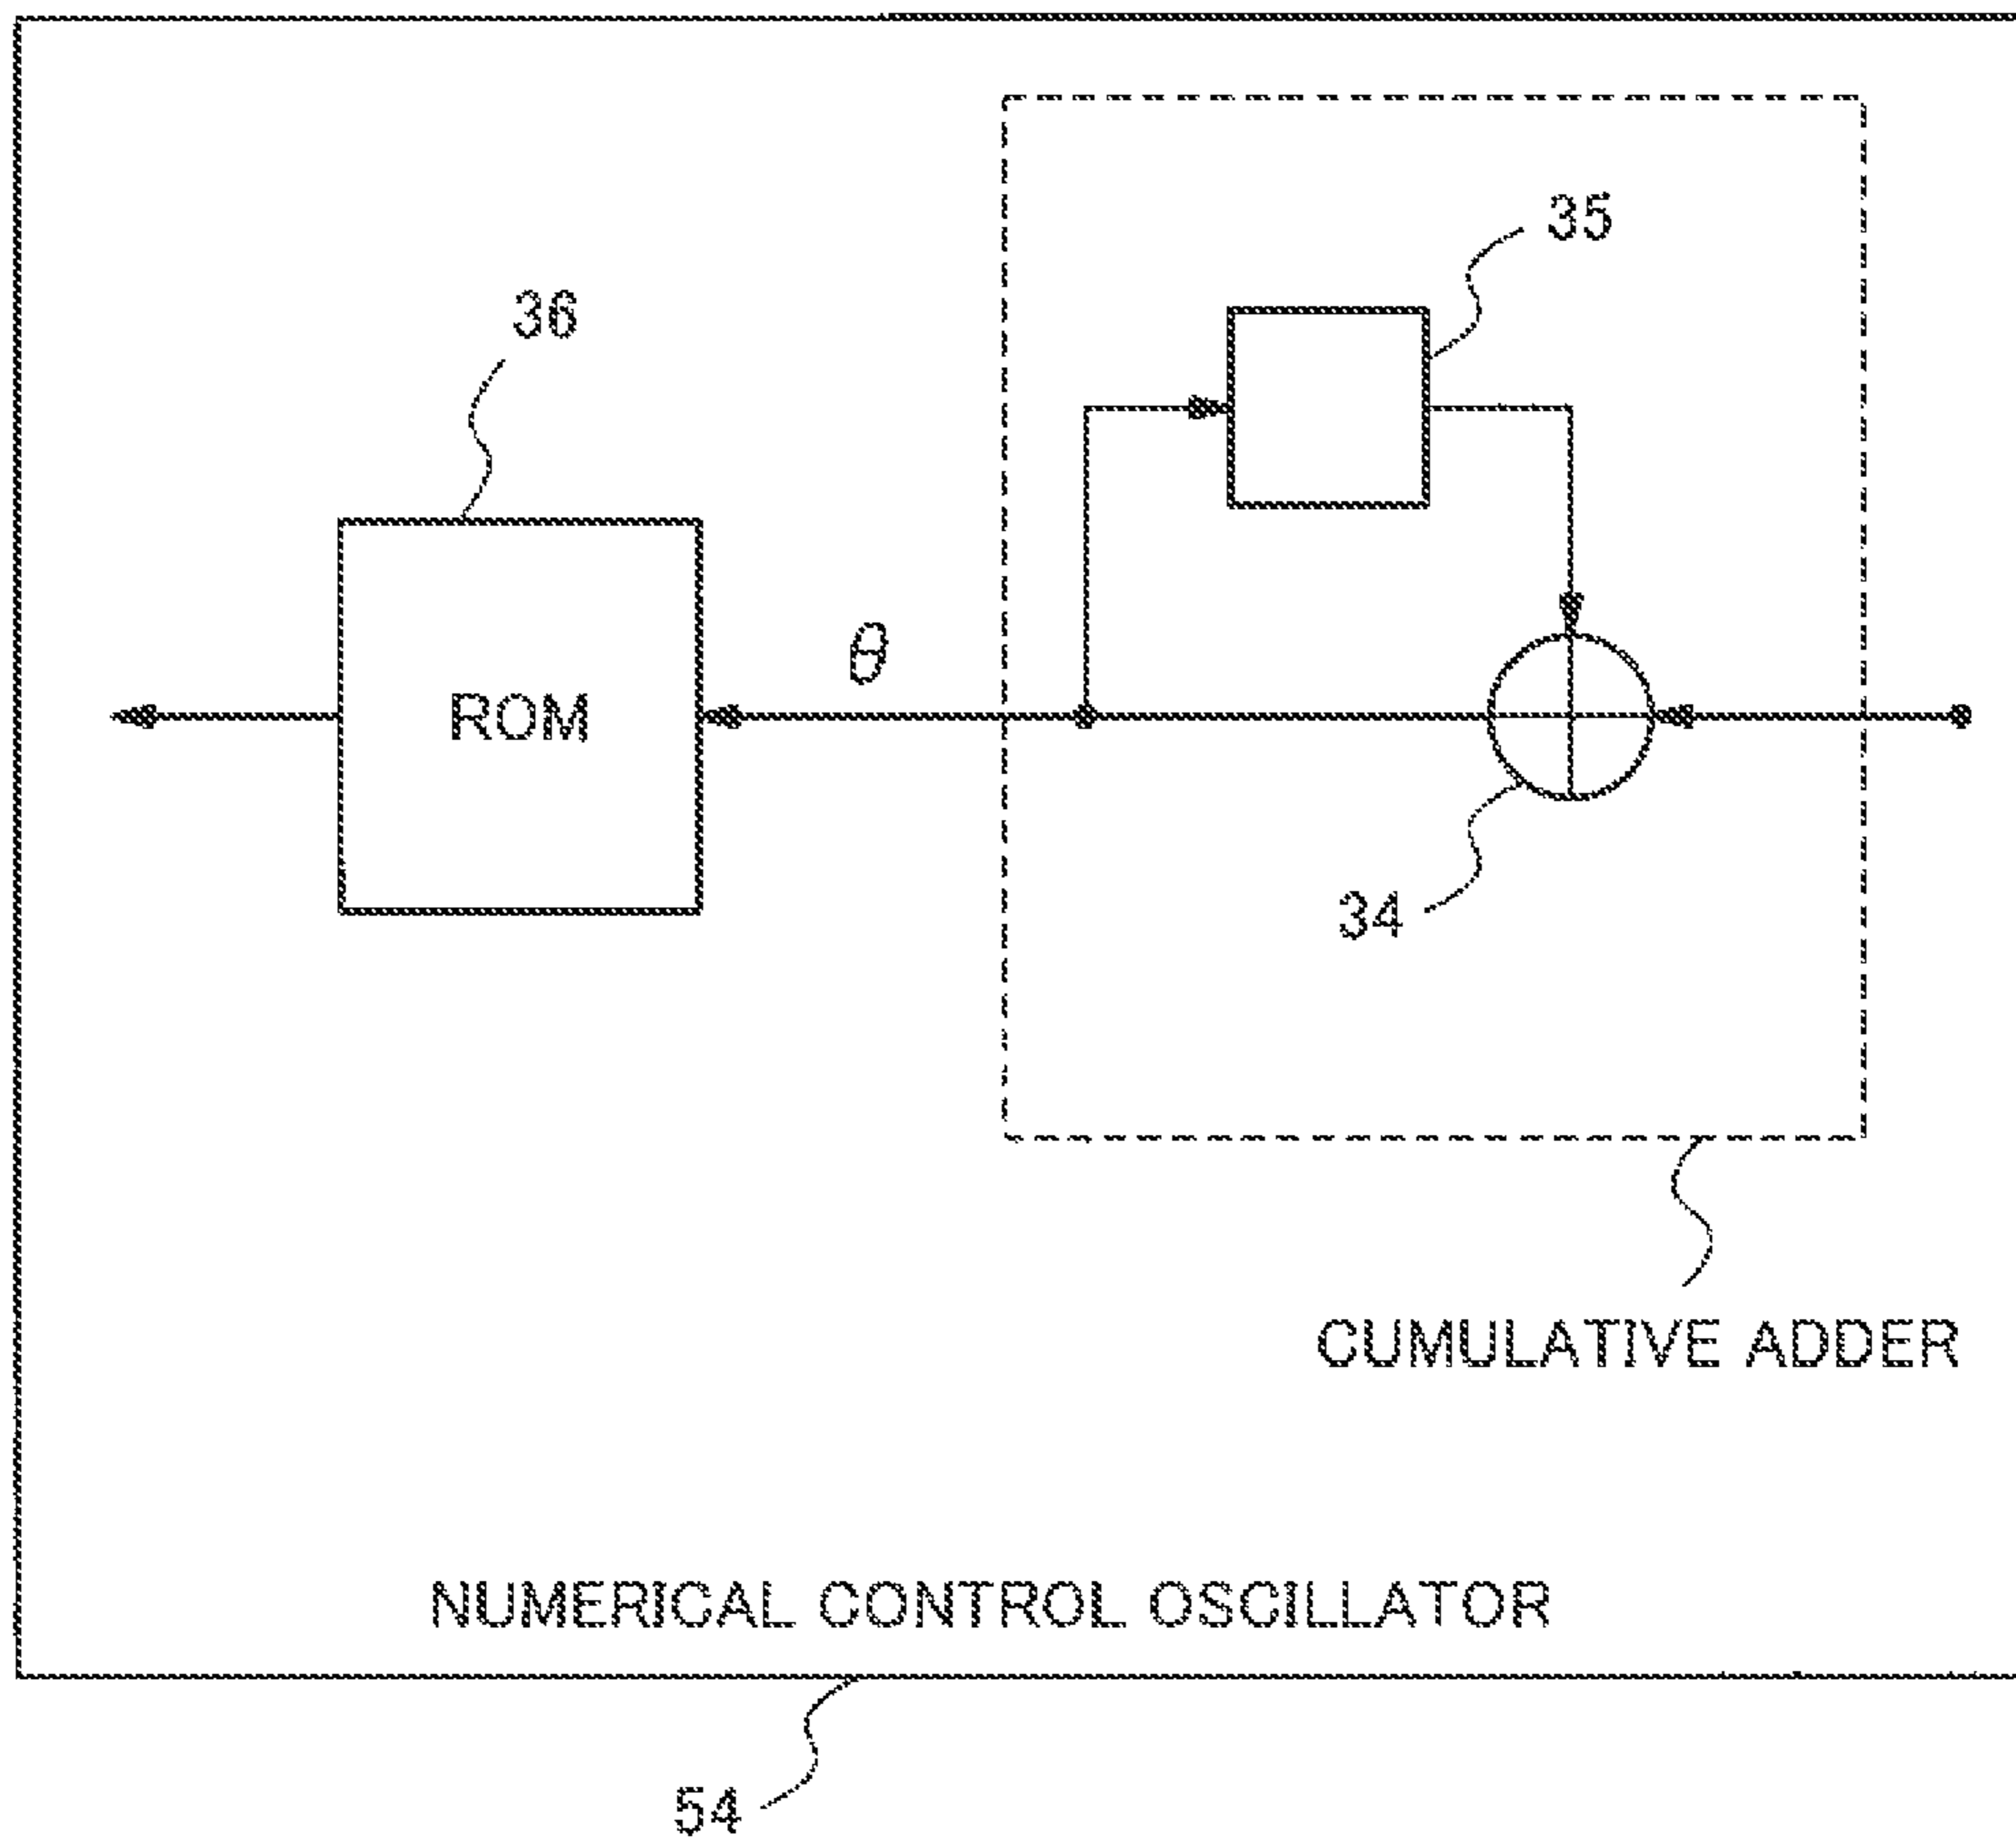 35
36
θ
ROM
34
CUMULATIVE ADDER
NUMERICAL CONTROL OSCILLATOR
54